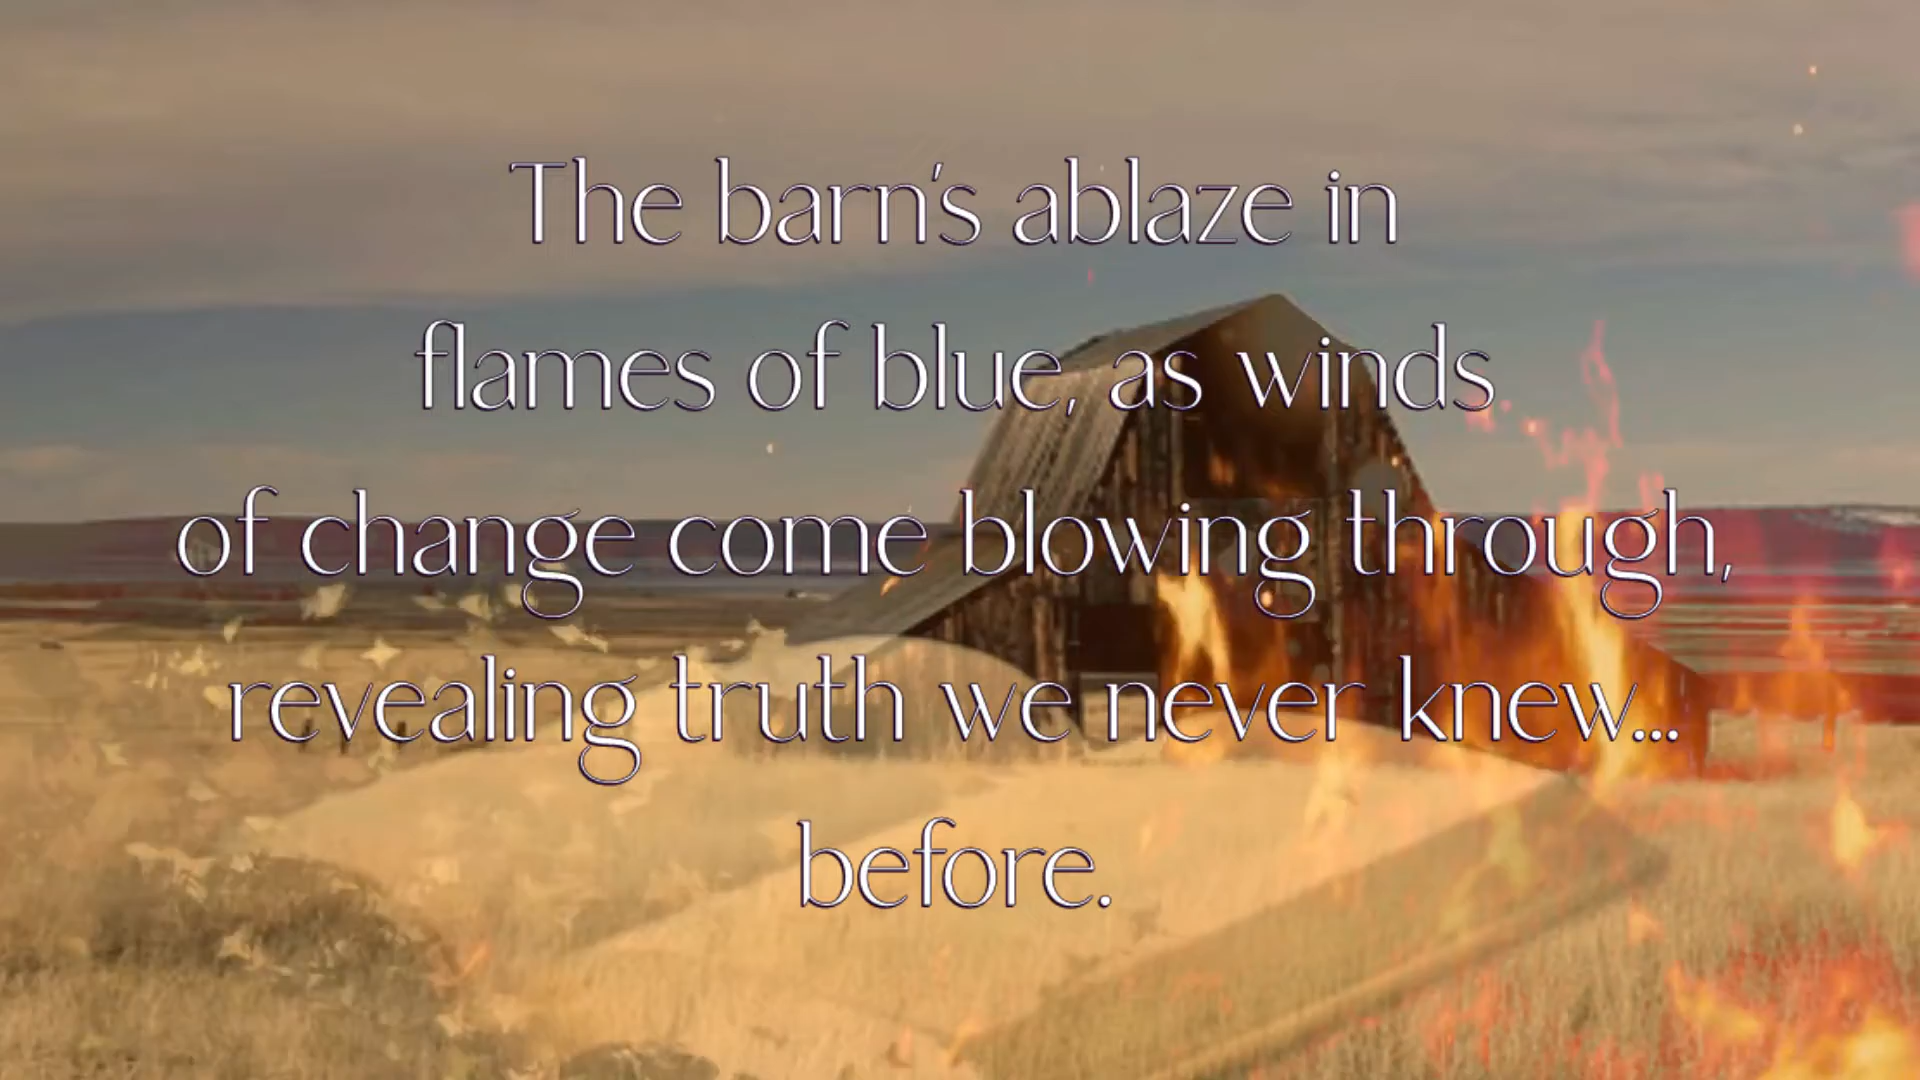 The barn's ablaze in
flames of blue, as winds
of change come blowing through,
revealing truth we never knew...
before.